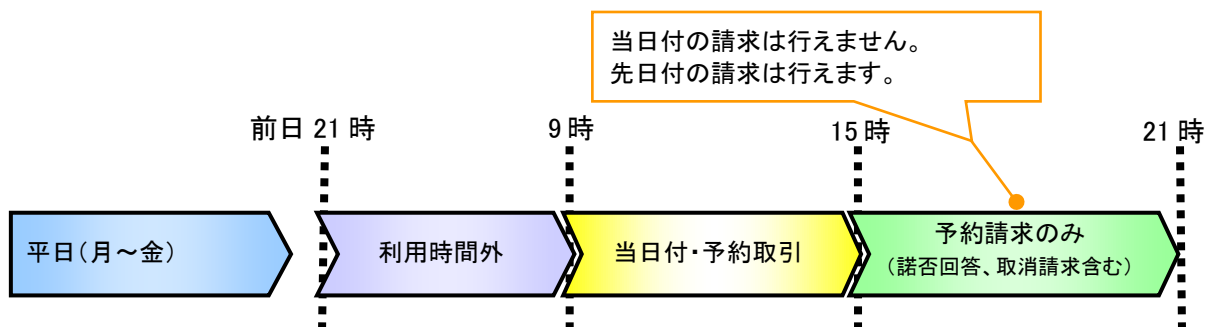 当日付の請求は行えません。
先日付の請求は行えます。
前日 21 時
9 時
15 時
21 時
平日(月～金)
利用時間外
当日付・予約取引
予約請求のみ
(諾否回答、取消請求含む)